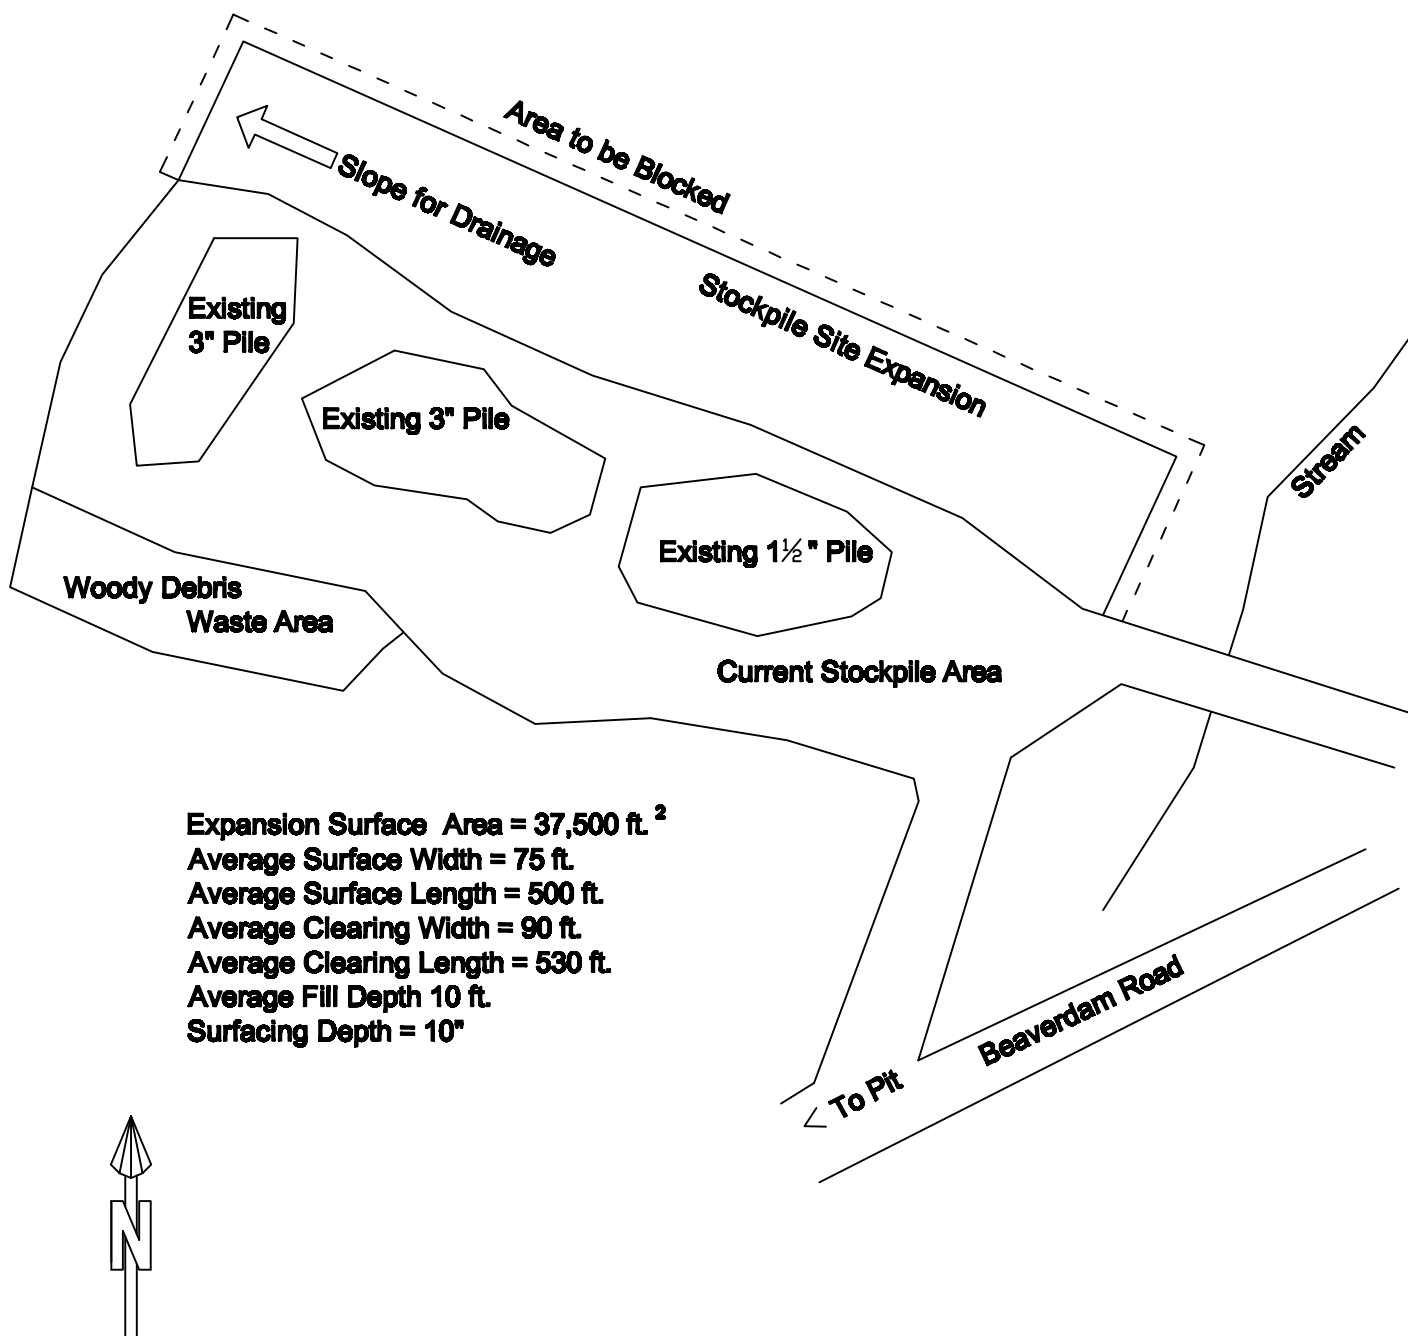 Area to be Blocked
Slope for Drainage
Stockpile Site Expansion
Existing
3" Pile
Existing 3" Pile
Stream
Existing 1½" Pile
Woody Debris
Waste Area
Current Stockpile Area
Expansion Surface Area = 37,500 ft.²
Average Surface Width = 75 ft.
Average Surface Length = 500 ft.
Average Clearing Width = 90 ft.
Average Clearing Length = 530 ft.
Average Fill Depth 10 ft.
Surfacing Depth = 10"
Beaverdam Road
To Pit
N